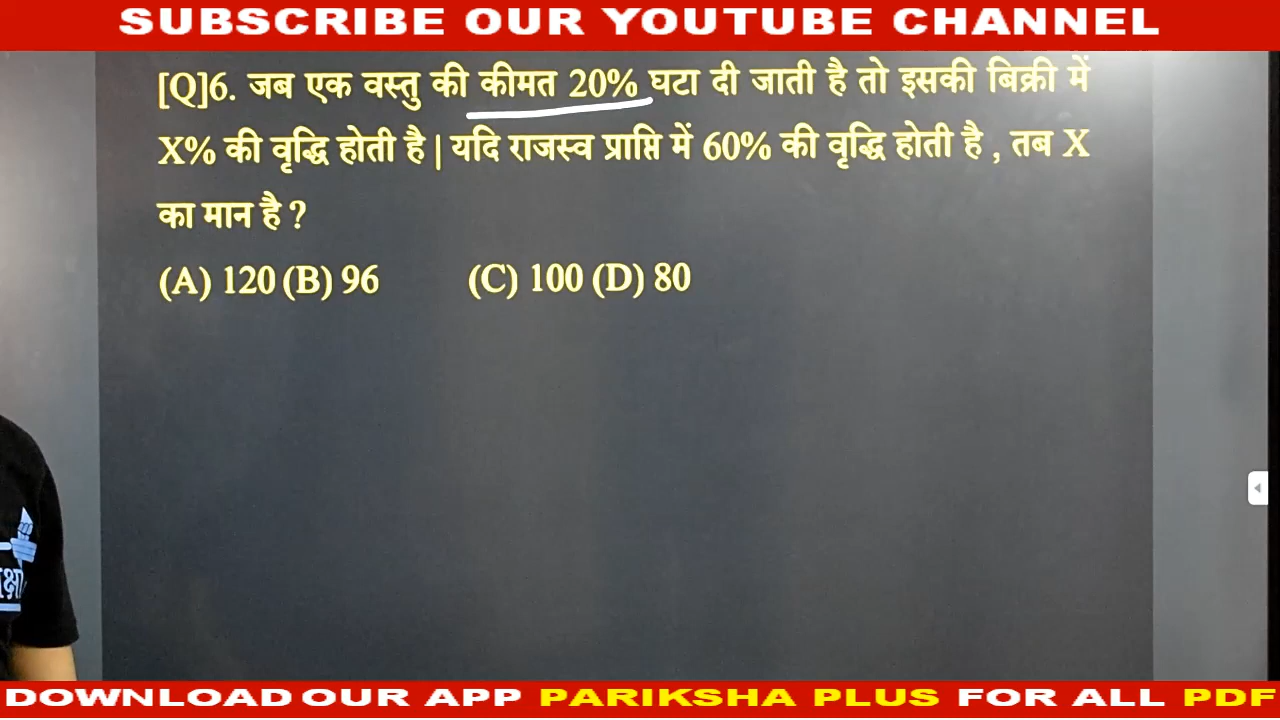 SUBSCRIBE OUR YOUTUBE CHANNEL
[Q]6. जब एक वस्तु की कीमत 20% घटा दी जाती है तो इसकी बिक्री में
X% की वृद्धि होती है | यदि राजस्व प्राप्ति में 60% की वृद्धि होती है , तब X
का मान है ?
(A) 120 (B) 96 (C) 100 (D) 80
DOWNLOAD OUR APP PARIKSHA PLUS FOR ALL PDF